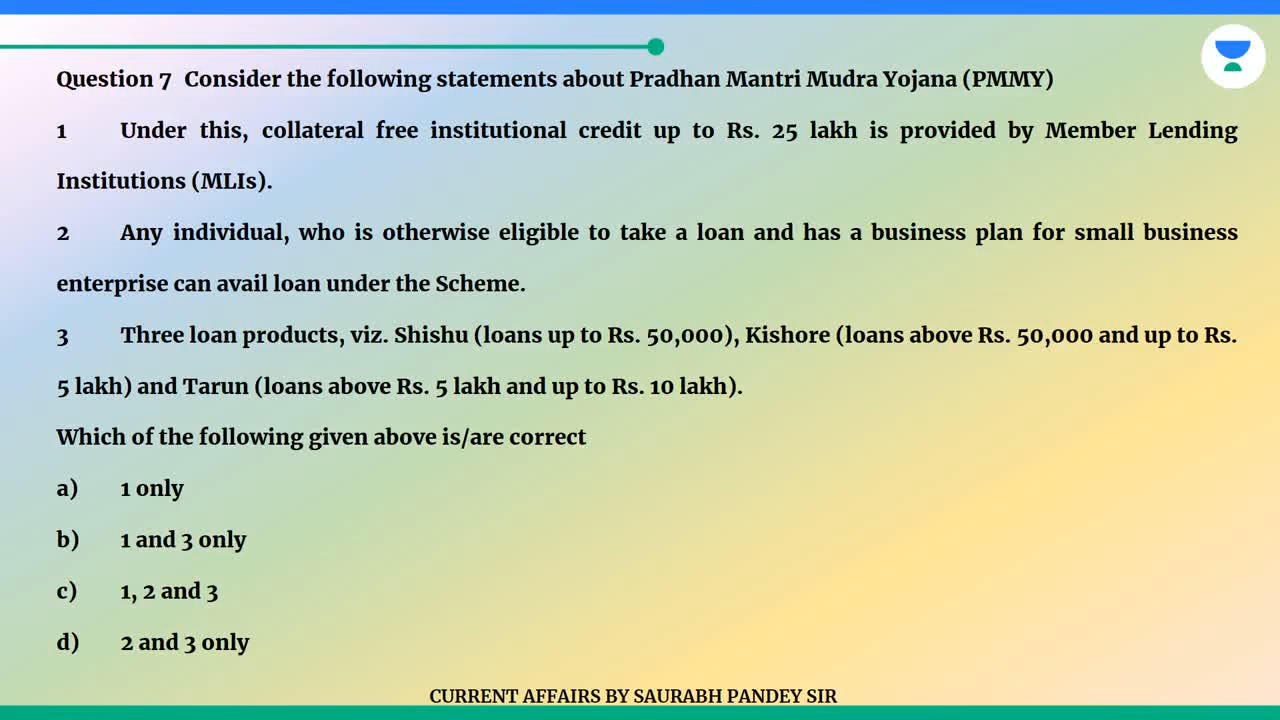 Question 7 Consider the following statements about Pradhan Mantri Mudra Yojana (PMMY)
1 Under this, collateral free institutional credit up to Rs. 25 lakh is provided by Member Lending
Institutions (MLIs).
2 Any individual, who is otherwise eligible to take a loan and has a business plan for small business
enterprise can avail loan under the Scheme.
3 Three loan products, viz. Shishu (loans up to Rs. 50,000), Kishore (loans above Rs. 50,000 and up to Rs.
5 lakh) and Tarun (loans above Rs. 5 lakh and up to Rs. 10 lakh).
Which of the following given above is/are correct
a) 1 only
b) 1 and 3 only
c) 1, 2 and 3
d) 2 and 3 only
CURRENT AFFAIRS BY SAURABH PANDEY SIR